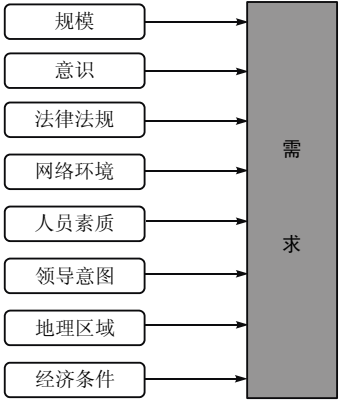 规模
意识
法律法规
网络环境
人员素质
领导意图
地理区域
经济条件
需
求